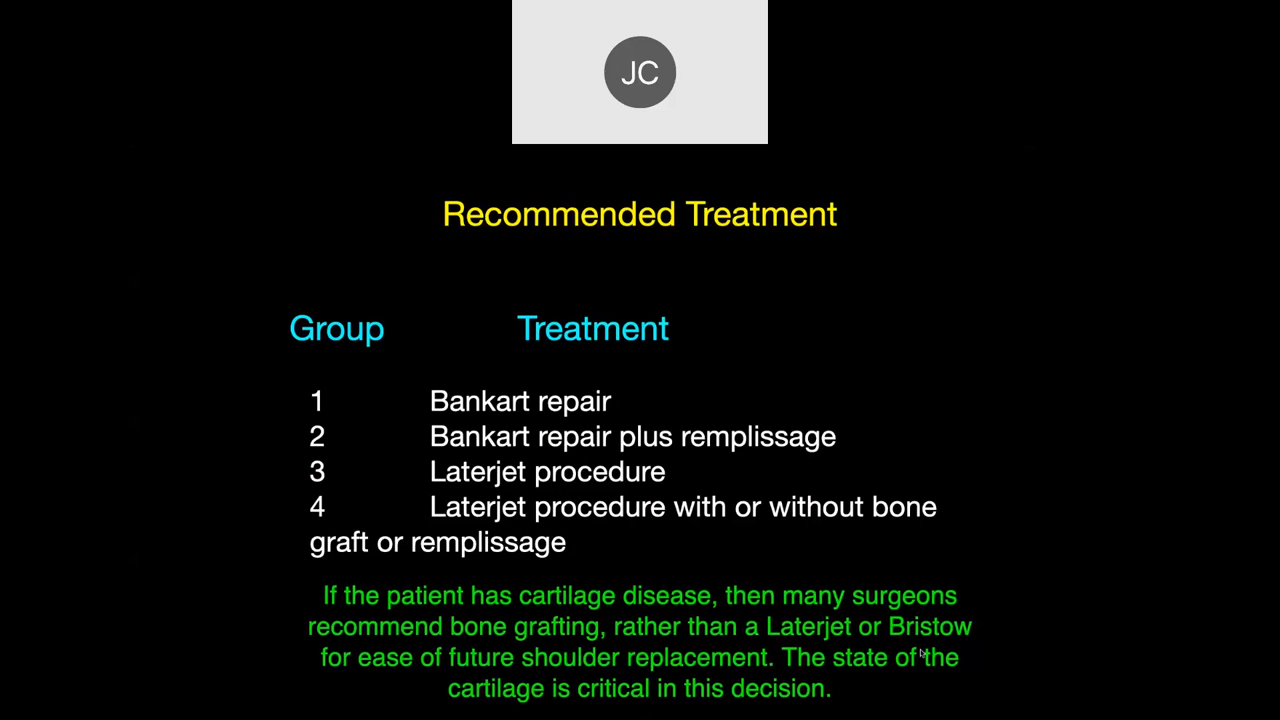 JC
Recommended Treatment
Group Treatment
1 Bankart repair
2 Bankart repair plus remplissage
3 Laterjet procedure
4 Laterjet procedure with or without bone
graft or remplissage
If the patient has cartilage disease, then many surgeons
recommend bone grafting, rather than a Laterjet or Bristow
for ease of future shoulder replacement. The state of the
cartilage is critical in this decision.